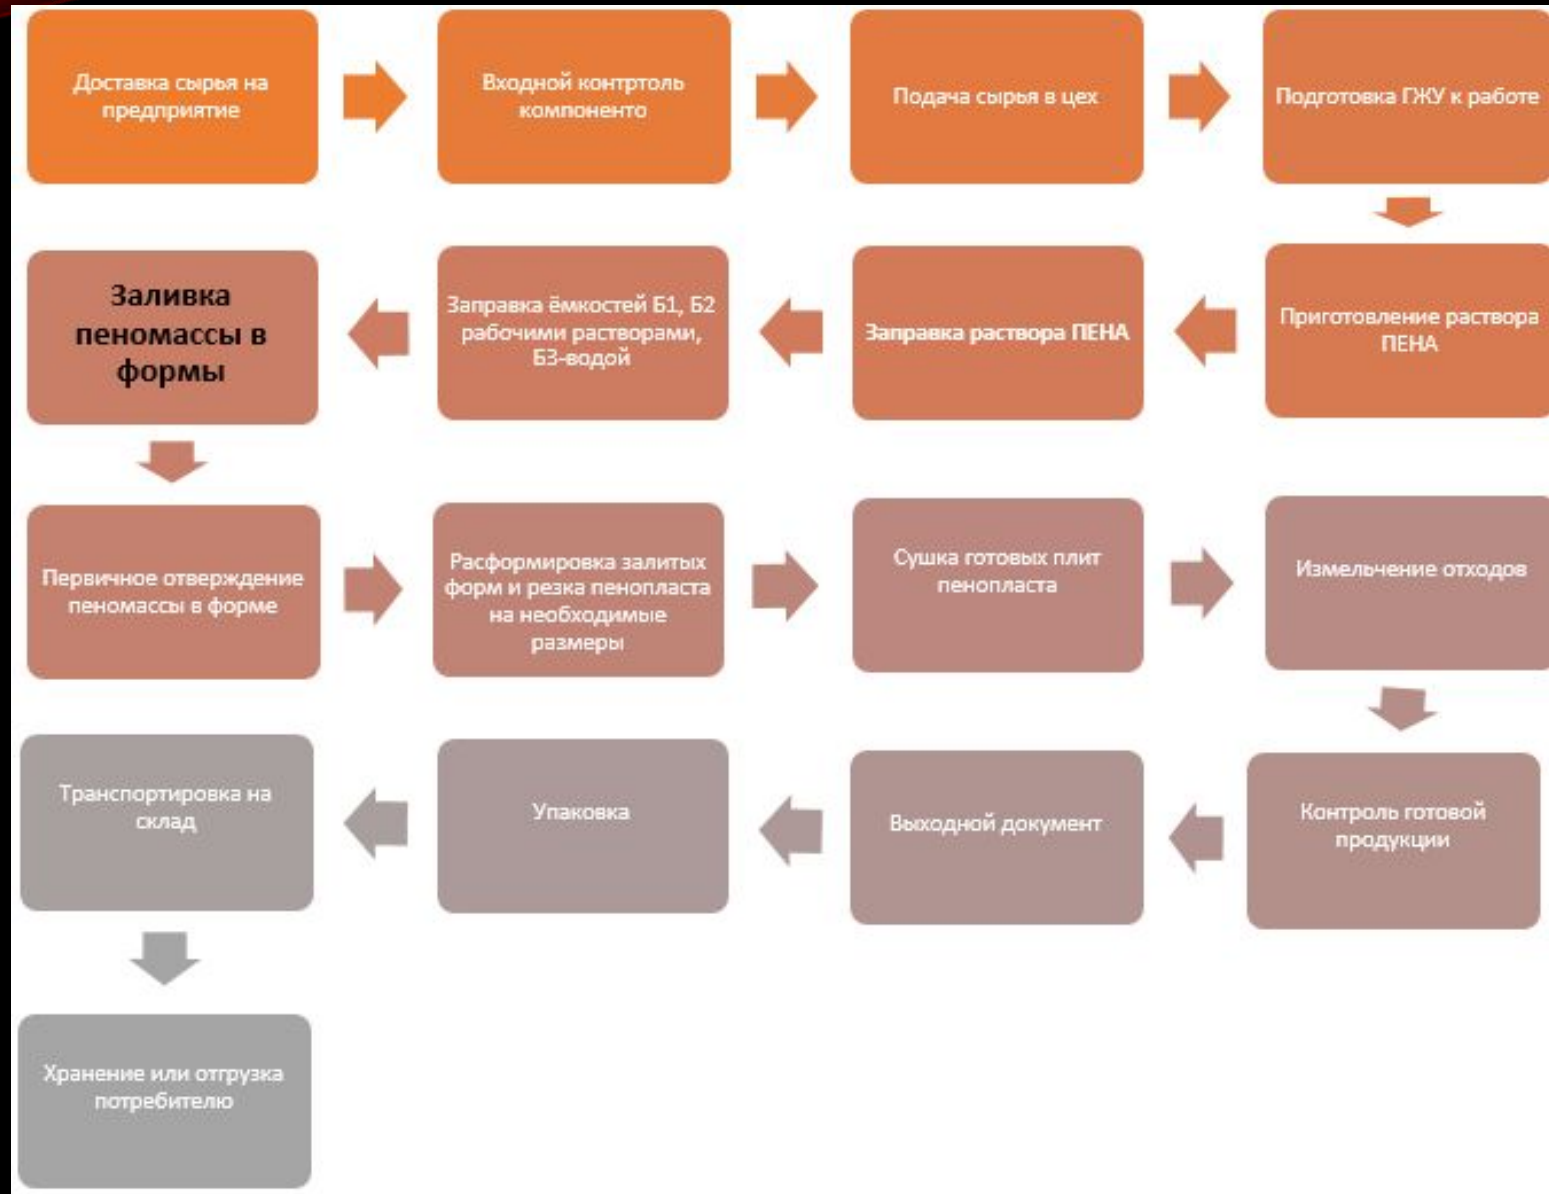 Доставка сырья на
предприятие
Входной контртоль
компоненто
Подача сырья в цех
Подготовка ГЖУ к работе
Приготовление раствора
ПЕНА
Заправка раствора ПЕНА
Заправка ёмкостей Б1, Б2
рабочими растворами,
Б3-водой
Заливка
пеномассы в
формы
Первичное отверждение
пеномассы в форме
Расформировка залитых
форм и резка пенопласта
на необходимые
размеры
Сушка готовых плит
пенопласта
Измельчение отходов
Контроль готовой
продукции
Выходной документ
Упаковка
Транспортировка на
склад
Хранение или отгрузка
потребителю